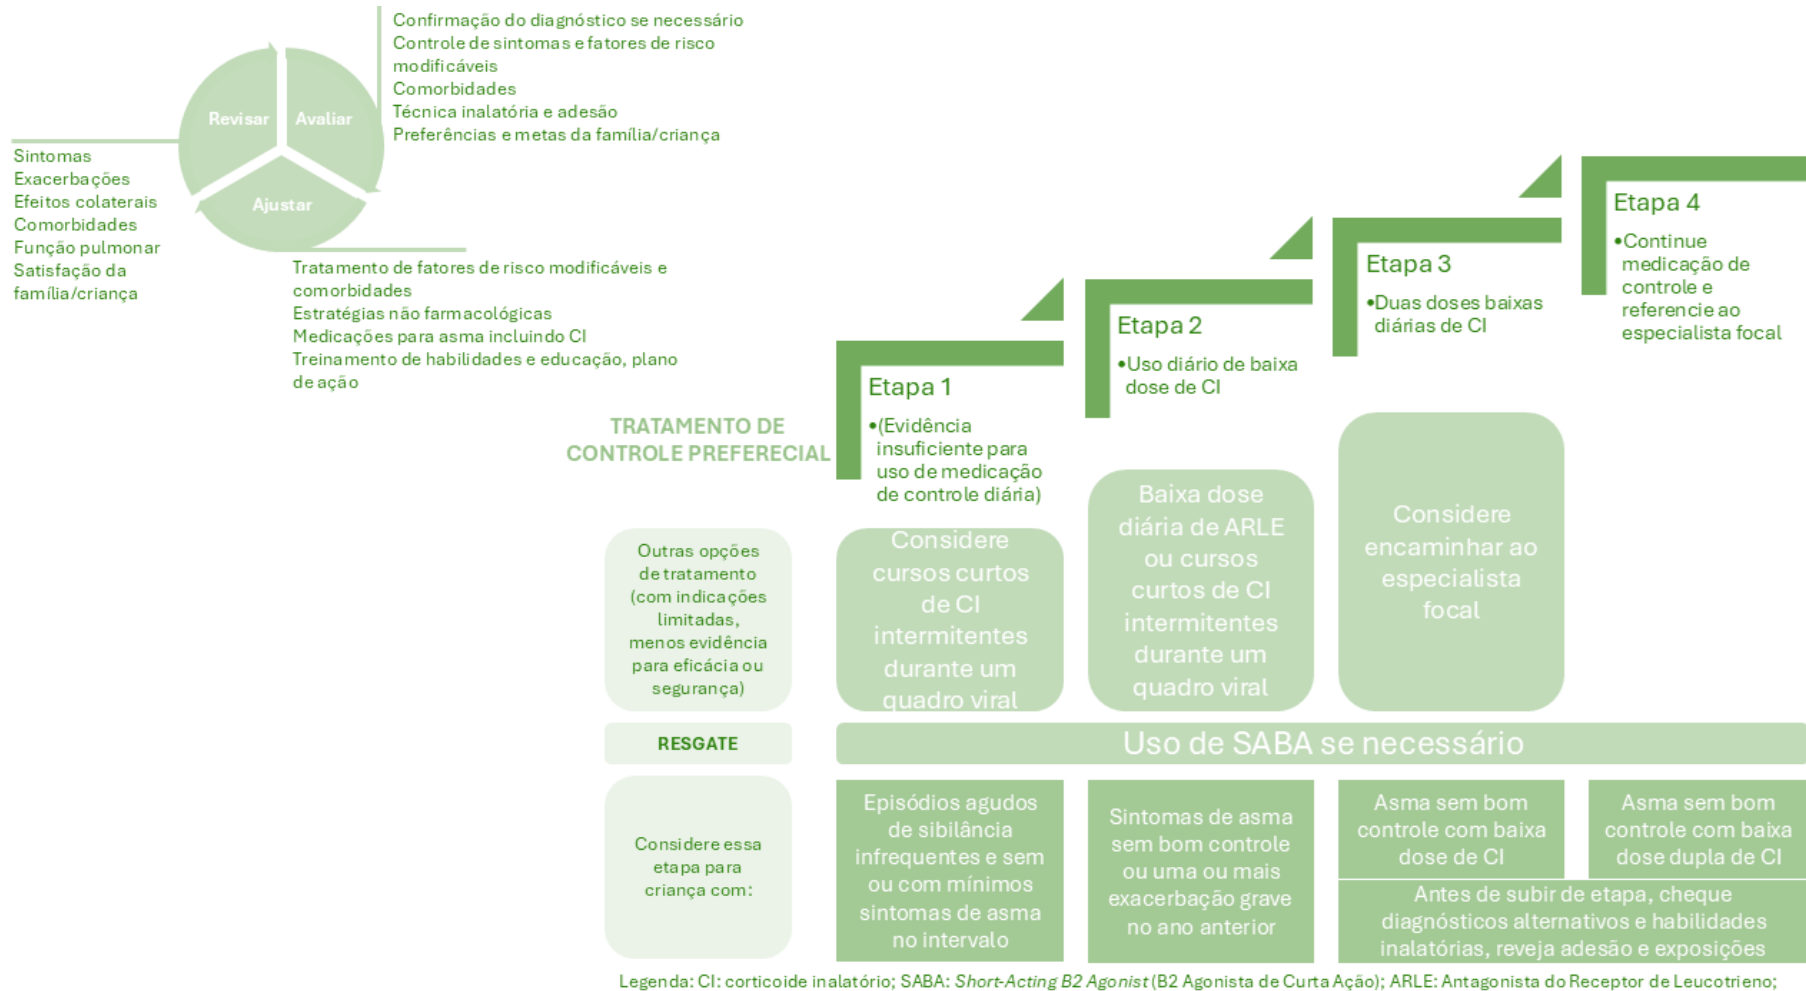 Confirmação do diagnóstico se necessário
Controle de sintomas e fatores de risco
modificáveis
Comorbidades
Técnica inalatória e adesão
Preferências e metas da família/criança
Revisar
Avaliar
Ajustar
Sintomas
Exacerbações
Efeitos colaterais
Comorbidades
Função pulmonar
Satisfação da
família/criança
Tratamento de fatores de risco modificáveis e
comorbidades
Estratégias não farmacológicas
Medicações para asma incluindo CI
Treinamento de habilidades e educação, plano
de ação
TRATAMENTO DE
CONTROLE PREFERECIAL
Etapa 1
•(Evidência
insuficiente para
uso de medicação
de controle diária)
Etapa 2
•Uso diário de baixa
dose de CI
Etapa 3
•Duas doses baixas
diárias de CI
Etapa 4
•Continue
medicação de
controle e
referencie ao
especialista focal
Outras opções
de tratamento
(com indicações
limitadas,
menos evidência
para eficácia ou
segurança)
Considere
cursos curtos
de CI
intermitentes
durante um
quadro viral
Baixa dose
diária de ARLE
ou cursos
curtos de CI
intermitentes
durante um
quadro viral
Considere
encaminhar ao
especialista
focal
RESGATE
Uso de SABA se necessário
Considere essa
etapa para
criança com:
Episódios agudos
de sibilância
infrequentes e sem
ou com mínimos
sintomas de asma
no intervalo
Sintomas de asma
sem bom controle
ou uma ou mais
exacerbação grave
no ano anterior
Asma sem bom
controle com baixa
dose de CI
Asma sem bom
controle com baixa
dose dupla de CI
Antes de subir de etapa, cheque
diagnósticos alternativos e habilidades
inalatórias, reveja adesão e exposições
Legenda: CI: corticoide inalatório; SABA: Short-Acting B2 Agonist (B2 Agonista de Curta Ação); ARLE: Antagonista do Receptor de Leucotrieno;